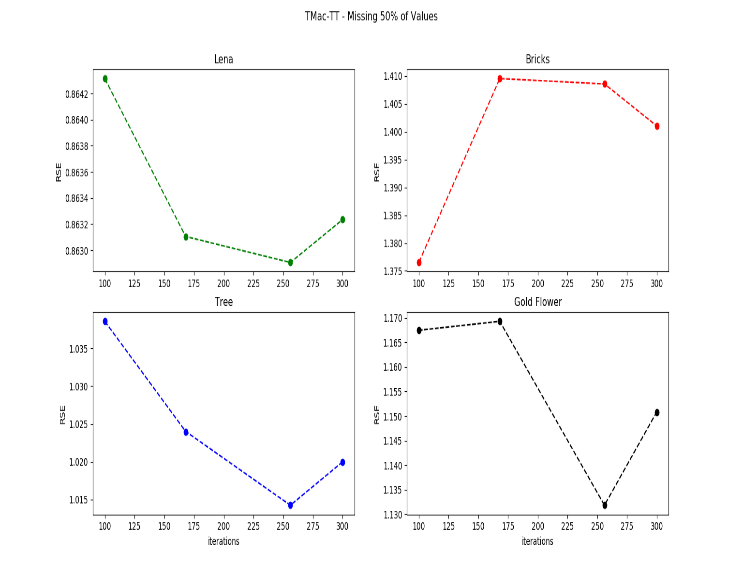 TMac-TT - Missing 50% of Values
Lena
RSE
0.8642
0.8640
0.8638
0.8636
0.8634
0.8632
0.8630
100 125 150 175 200 225 250 275 300
Bricks
RSE
1.410
1.405
1.400
1.395
1.390
1.385
1.380
1.375
100 125 150 175 200 225 250 275 300
Tree
RSE
1.035
1.030
1.025
1.020
1.015
100 125 150 175 200 225 250 275 300
iterations
Gold Flower
RSE
1.170
1.165
1.160
1.155
1.150
1.145
1.140
1.135
1.130
100 125 150 175 200 225 250 275 300
iterations